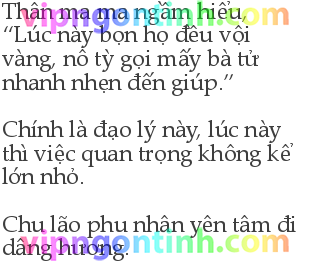 Thân ma ma ngầm hiểu,
“Lúc này bọn họ đều vội
vàng, nô tỳ gọi mấy bà tử
nhanh nhẹn đến giúp.”
Chính là đạo lý này, lúc này
thì việc quan trọng không kể
lớn nhỏ.
Chu lão phu nhân yên tâm đi
dâng hương.
vipngontinh.com
vipngontinh.com